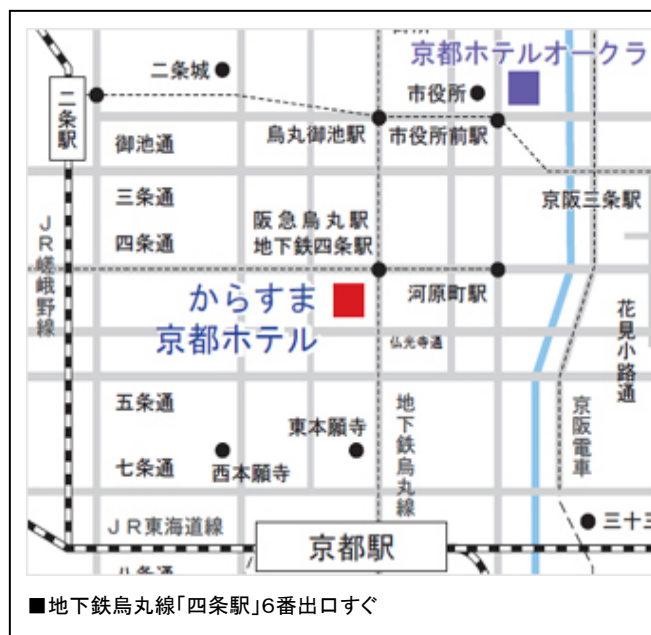 京都ホテルオークラ
二条城
市役所
二条駅
御池通
烏丸御池駅
市役所前駅
三条通
京阪三条駅
阪急烏丸駅
四条通
地下鉄四条駅
JR嵯峨野線
からすま
京都ホテル
河原町駅
花見小路通
仏光寺通
五条通
地下鉄烏丸線
京阪電車
東本願寺
七条通
西本願寺
JR東海道線
京都駅
三十三
■地下鉄烏丸線「四条駅」6番出口すぐ